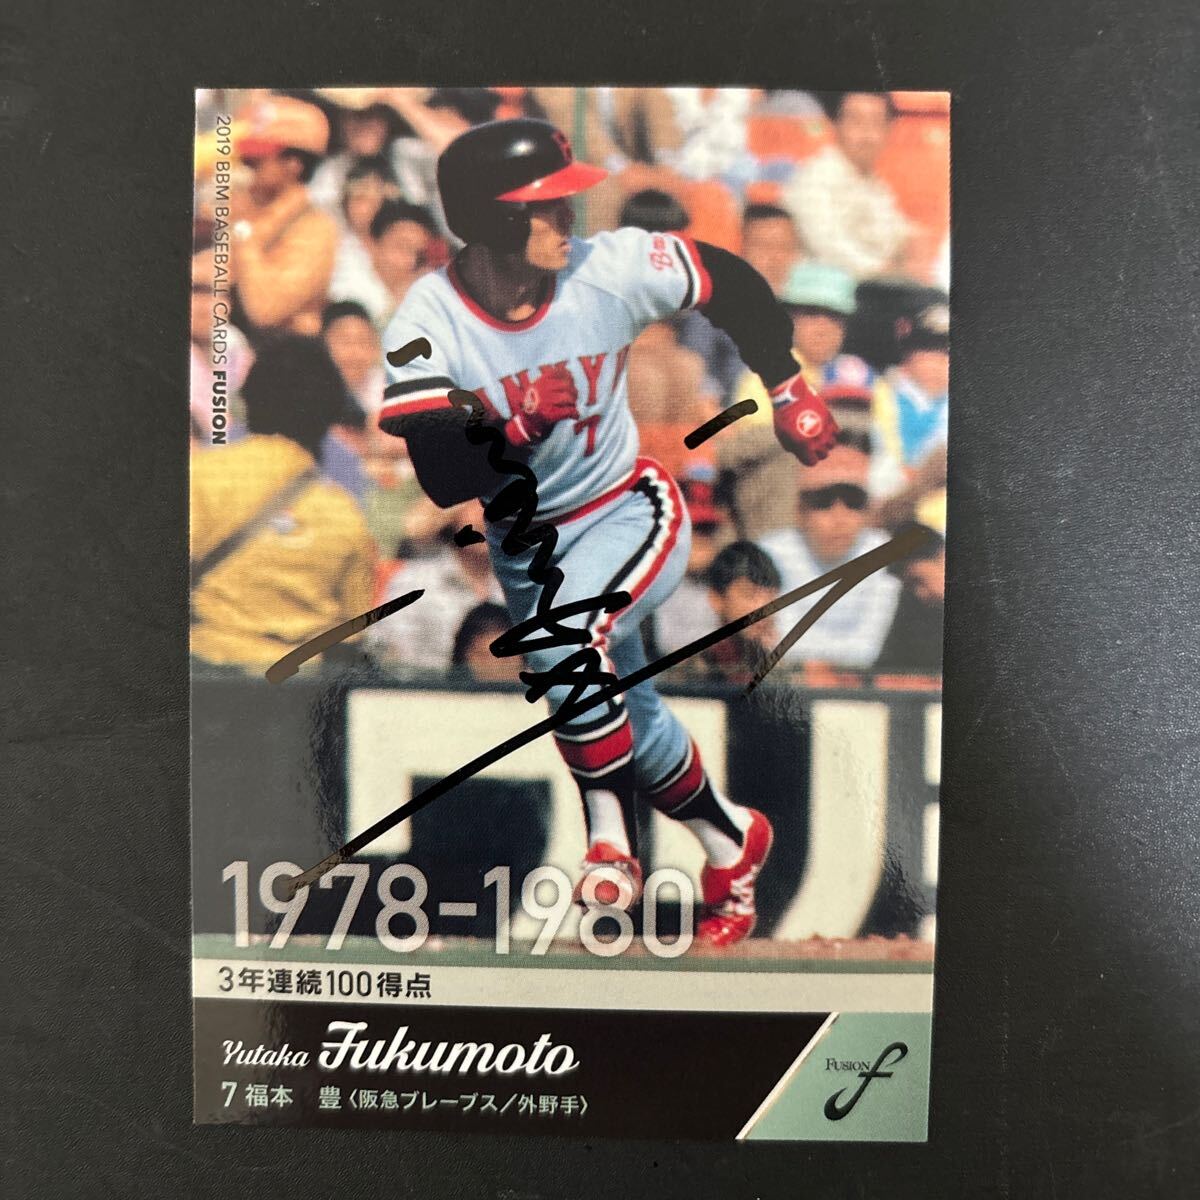 2019 BBM BASEBALL CARDS FUSION
7
1978-1980
3年連続100得点
Yutaka Fukumoto
7 福本 豊〈阪急ブレーブス/外野手〉
FUSION
f